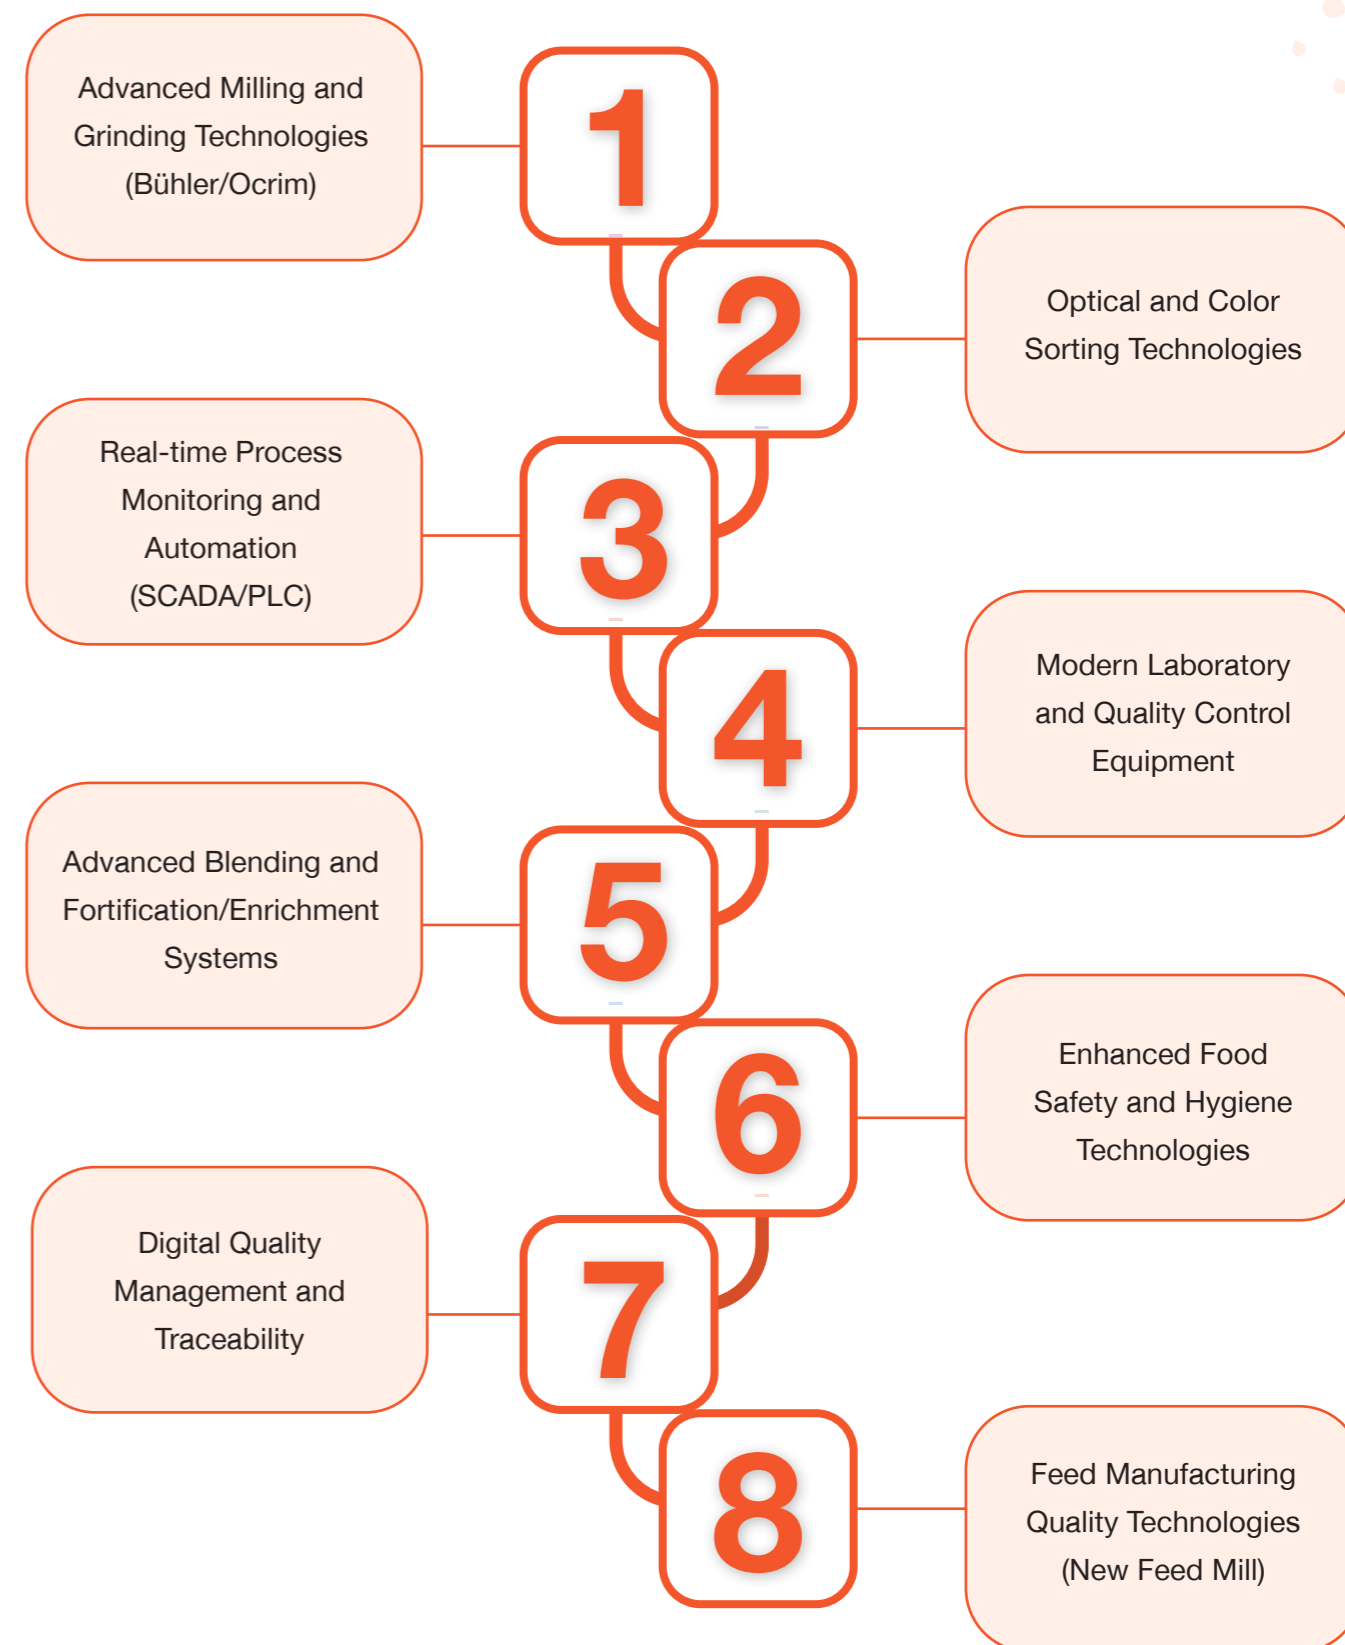 Advanced Milling and
Grinding Technologies
(Bühler/Ocrim)
1
2
Optical and Color
Sorting Technologies
Real-time Process
Monitoring and
Automation
(SCADA/PLC)
3
4
Modern Laboratory
and Quality Control
Equipment
Advanced Blending and
Fortification/Enrichment
Systems
5
6
Enhanced Food
Safety and Hygiene
Technologies
Digital Quality
Management and
Traceability
7
8
Feed Manufacturing
Quality Technologies
(New Feed Mill)